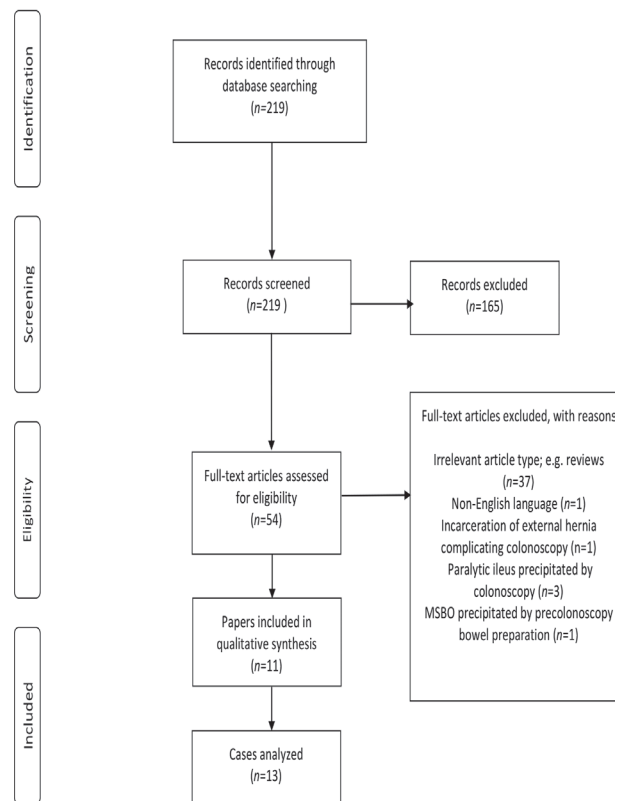 Identification
Records identified through
database searching
(n=219)
Screening
Records screened
(n=219 )
Records excluded
(n=165)
Eligibility
Full-text articles assessed
for eligibility
(n=54)
Full-text articles excluded, with reasons
Irrelevant article type; e.g. reviews
(n=37)
Non-English language (n=1)
Incarceration of external hernia
complicating colonoscopy (n=1)
Paralytic ileus precipitated by
colonoscopy (n=3)
MSBO precipitated by precolonoscopy
bowel preparation (n=1)
Included
Papers included in
qualitative synthesis
(n=11)
Cases analyzed
(n=13)